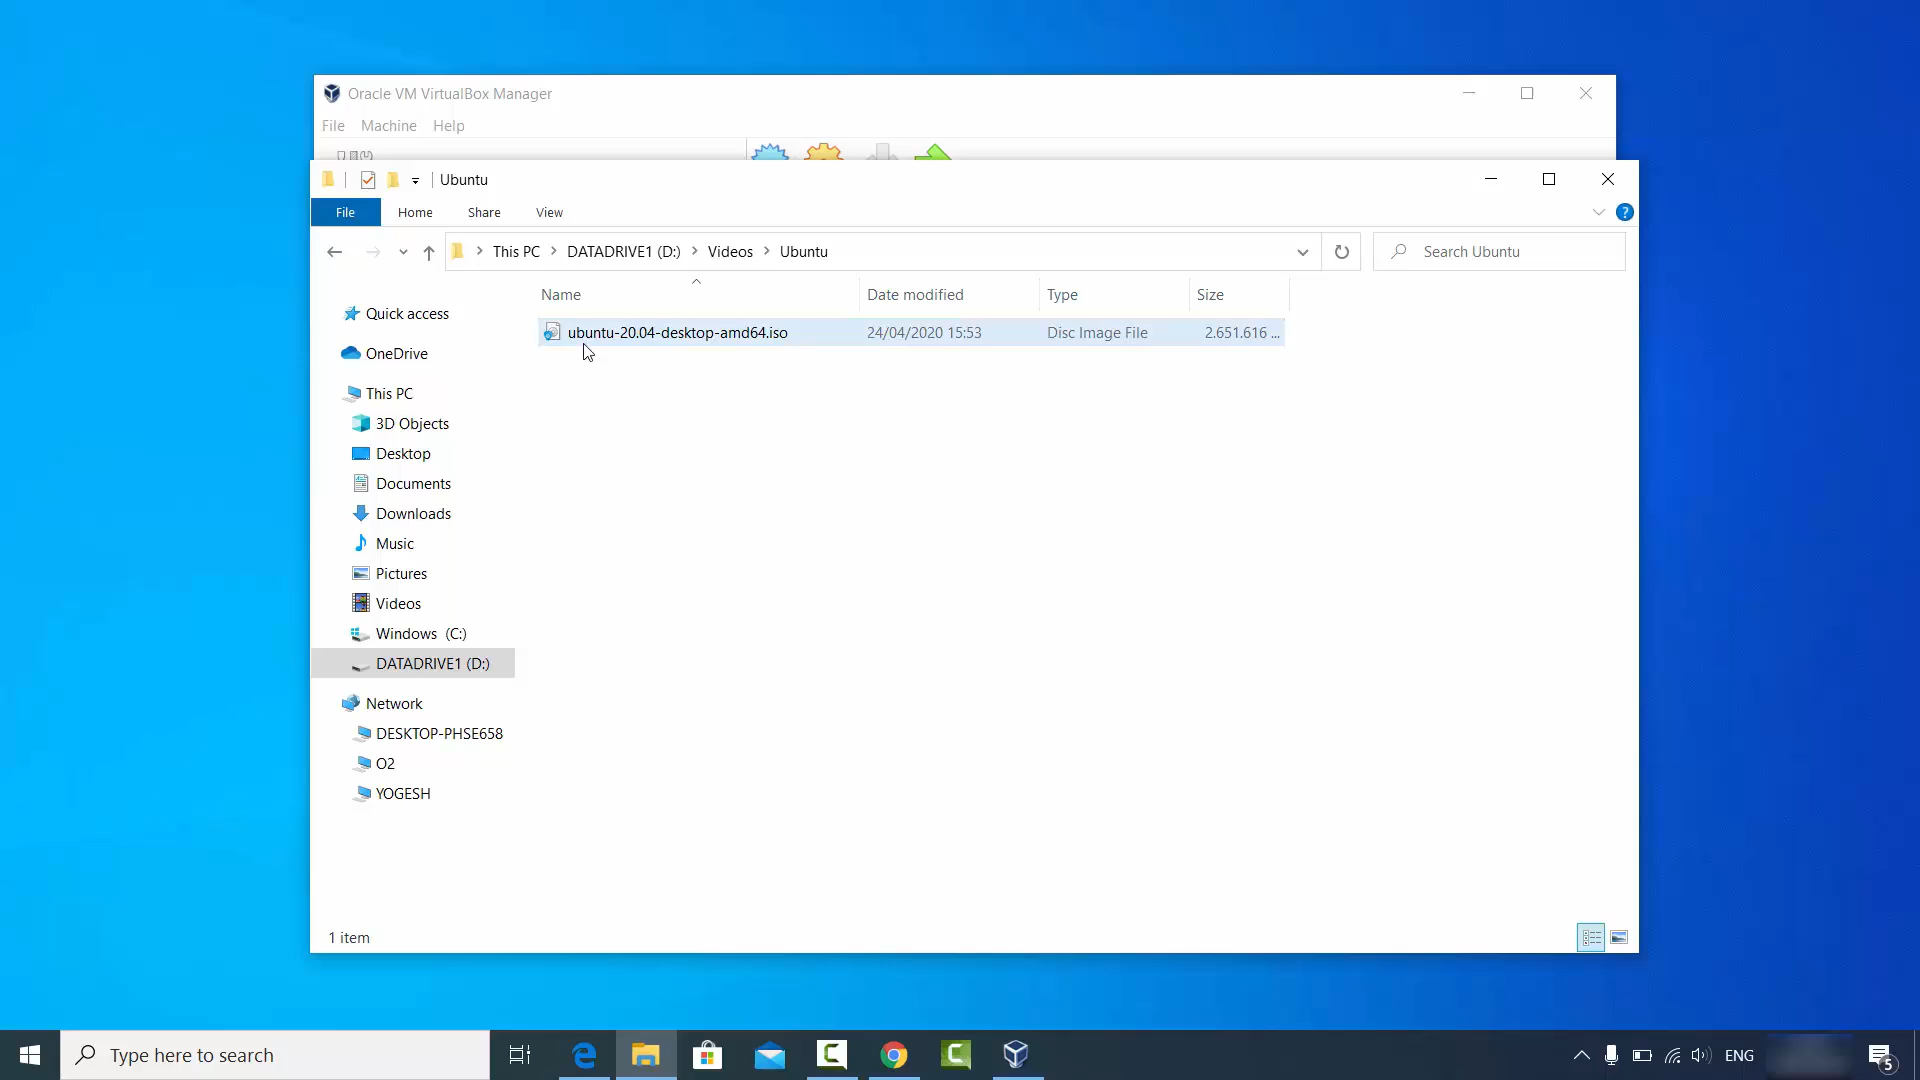 Oracle VM VirtualBox Manager
File Machine Help
Ubuntu
File Home Share View
This PC DATADRIVE1 (D:) Videos Ubuntu
Search Ubuntu
Name Date modified Type Size
ubuntu-20.04-desktop-amd64.iso 24/04/2020 15:53 Disc Image File 2.651.616 ...
Quick access
OneDrive
This PC
3D Objects
Desktop
Documents
Downloads
Music
Pictures
Videos
Windows (C:)
DATADRIVE1 (D:)
Network
DESKTOP-PHSE658
O2
YOGESH
1 item
Type here to search
ENG
5